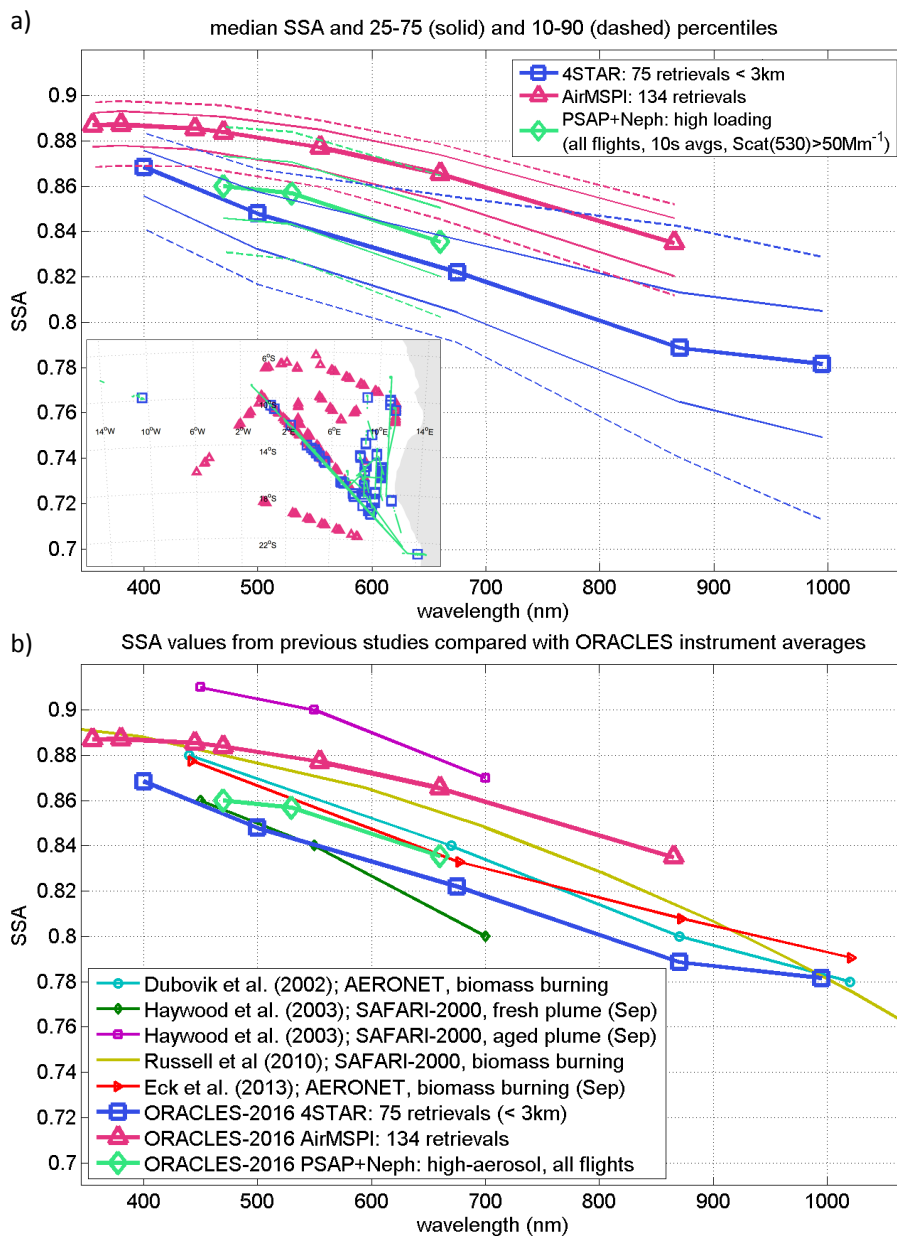 a)
median SSA and 25-75 (solid) and 10-90 (dashed) percentiles
4STAR: 75 retrievals < 3km
AirMSPI: 134 retrievals
PSAP+Neph: high loading
(all flights, 10s avgs, Scat(530)>50Mm⁻¹)
0.9
0.88
0.86
0.84
0.82
0.8
0.78
0.76
0.74
0.72
0.7
SSA
6°S
10°S
14°W
10°W
6°W
2°W
2°E
6°E
10°E
14°E
14°S
18°S
22°S
400
500
600
700
800
900
1000
wavelength (nm)
b)
SSA values from previous studies compared with ORACLES instrument averages
0.9
0.88
0.86
0.84
0.82
0.8
0.78
0.76
0.74
0.72
0.7
SSA
Dubovik et al. (2002); AERONET, biomass burning
Haywood et al. (2003); SAFARI-2000, fresh plume (Sep)
Haywood et al. (2003); SAFARI-2000, aged plume (Sep)
Russell et al (2010); SAFARI-2000, biomass burning
Eck et al. (2013); AERONET, biomass burning (Sep)
ORACLES-2016 4STAR: 75 retrievals (< 3km)
ORACLES-2016 AirMSPI: 134 retrievals
ORACLES-2016 PSAP+Neph: high-aerosol, all flights
400
500
600
700
800
900
1000
wavelength (nm)